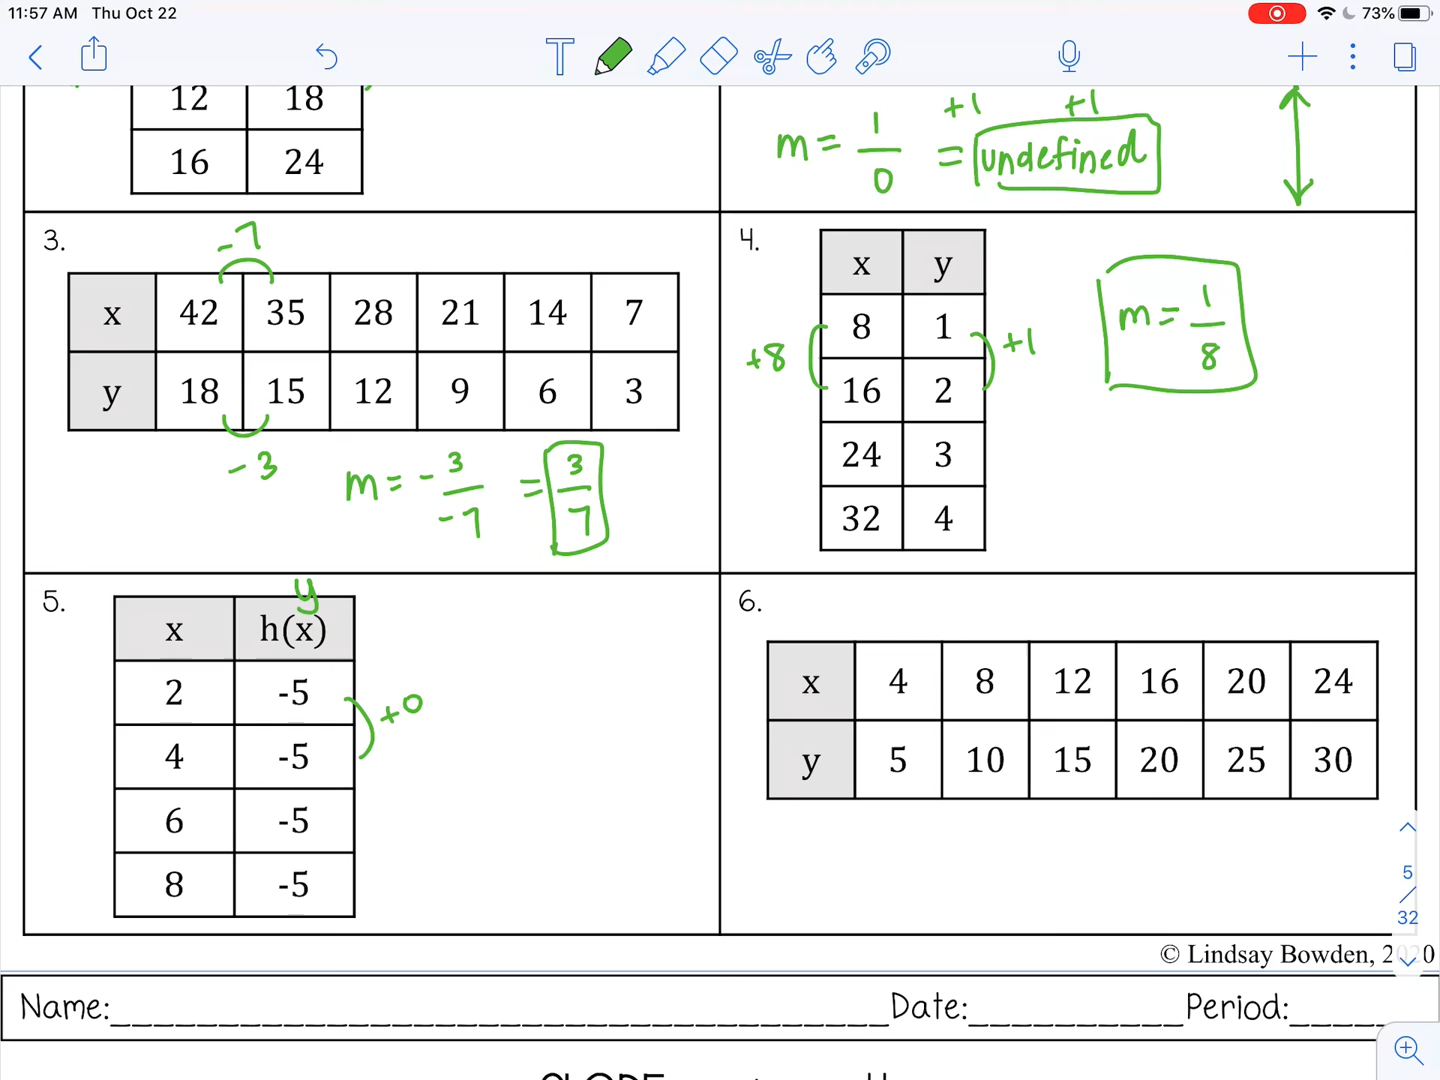 11:57 AM Thu Oct 22
73%
12 18
16 24
m = 1/0 = undefined
+1 +1
3.
-7
x 42 35 28 21 14 7
y 18 15 12 9 6 3
-3
m = -3/-7 = 3/7
4.
x y
8 1
16 2
24 3
32 4
+8
+1
m = 1/8
5.
y
x h(x)
2 -5
4 -5
6 -5
8 -5
+0
6.
x 4 8 12 16 20 24
y 5 10 15 20 25 30
5
/
32
© Lindsay Bowden, 2020
Name:__________ Date:__________ Period:_____